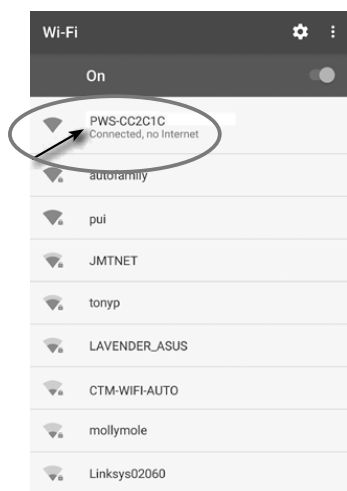 Wi-Fi
On
PWS-CC2C1C
Connected, no Internet
autofamily
pui
JMTNET
tonyp
LAVENDER_ASUS
CTM-WIFI-AUTO
mollymole
Linksys02060